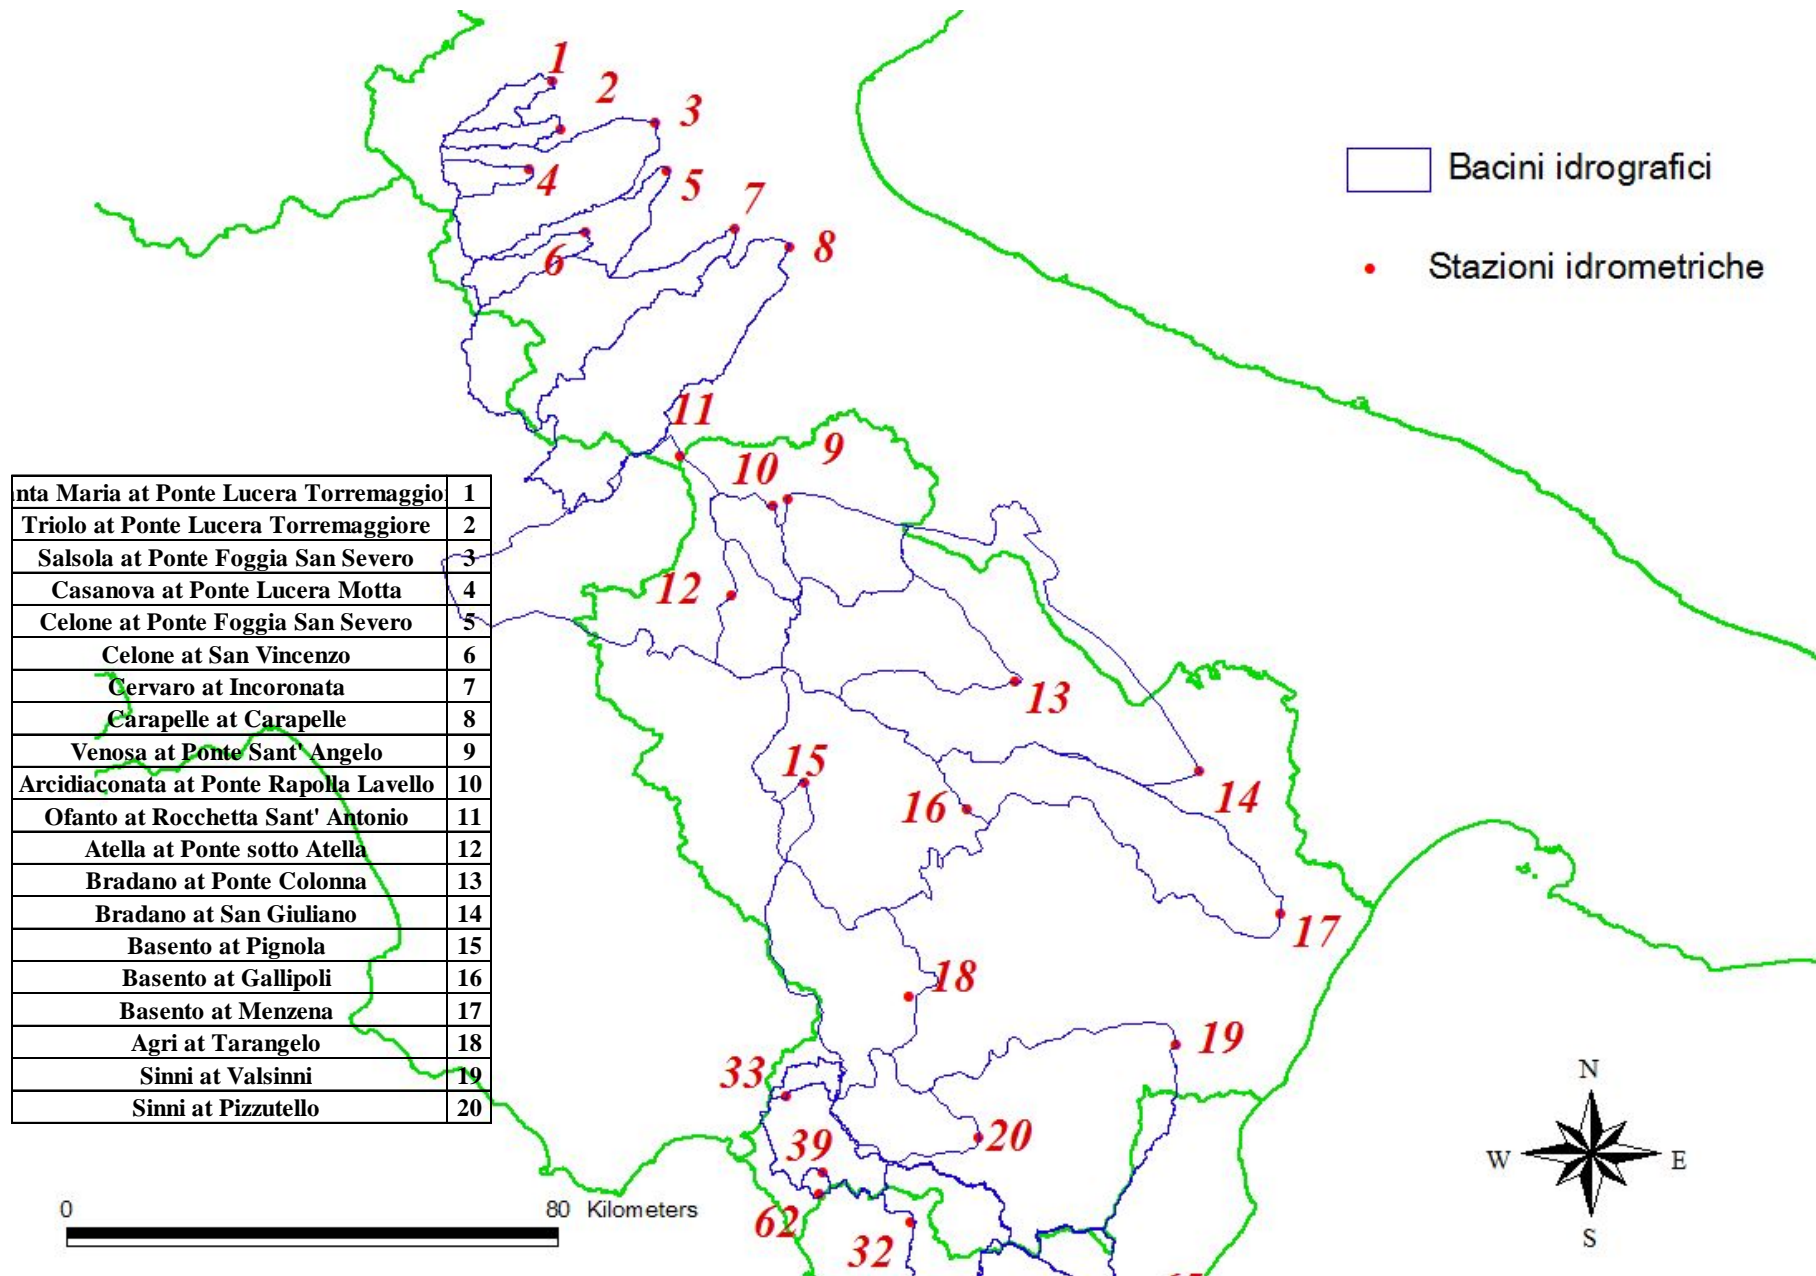 1
2
3
4
5
6
7
8
Bacini idrografici
Stazioni idrometriche
11
10
9
12
13
14
15
16
17
18
19
33
20
39
62
32
nta Maria at Ponte Lucera Torremaggio 1
Triolo at Ponte Lucera Torremaggiore 2
Salsola at Ponte Foggia San Severo 3
Casanova at Ponte Lucera Motta 4
Celone at Ponte Foggia San Severo 5
Celone at San Vincenzo 6
Cervaro at Incoronata 7
Carapelle at Carapelle 8
Venosa at Ponte Sant' Angelo 9
Arcidiaconata at Ponte Rapolla Lavello 10
Ofanto at Rocchetta Sant' Antonio 11
Atella at Ponte sotto Atella 12
Bradano at Ponte Colonna 13
Bradano at San Giuliano 14
Basento at Pignola 15
Basento at Gallipoli 16
Basento at Menzena 17
Agri at Tarangelo 18
Sinni at Valsinni 19
Sinni at Pizzutello 20
0 80 Kilometers
N
W E
S